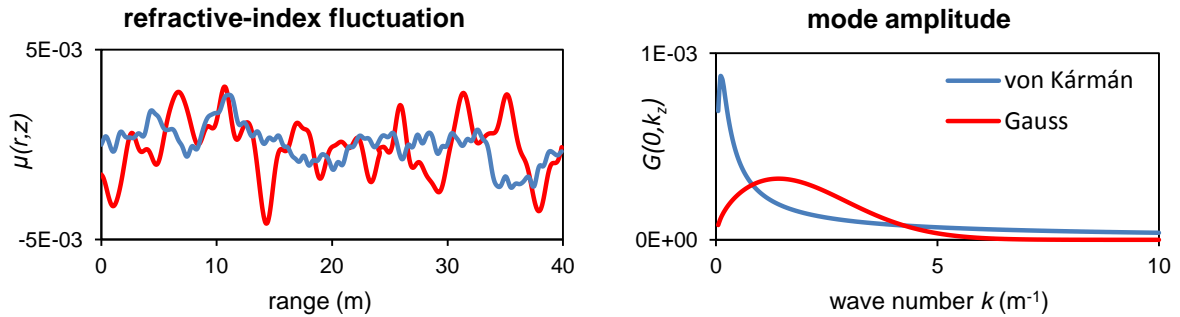 refractive-index fluctuation
5E-03
μ(r,z)
-5E-03
0 10 20 30 40
range (m)
mode amplitude
1E-03
von Kármán
Gauss
G(0,k_z)
0E+00
0 5 10
wave number k (m⁻¹)